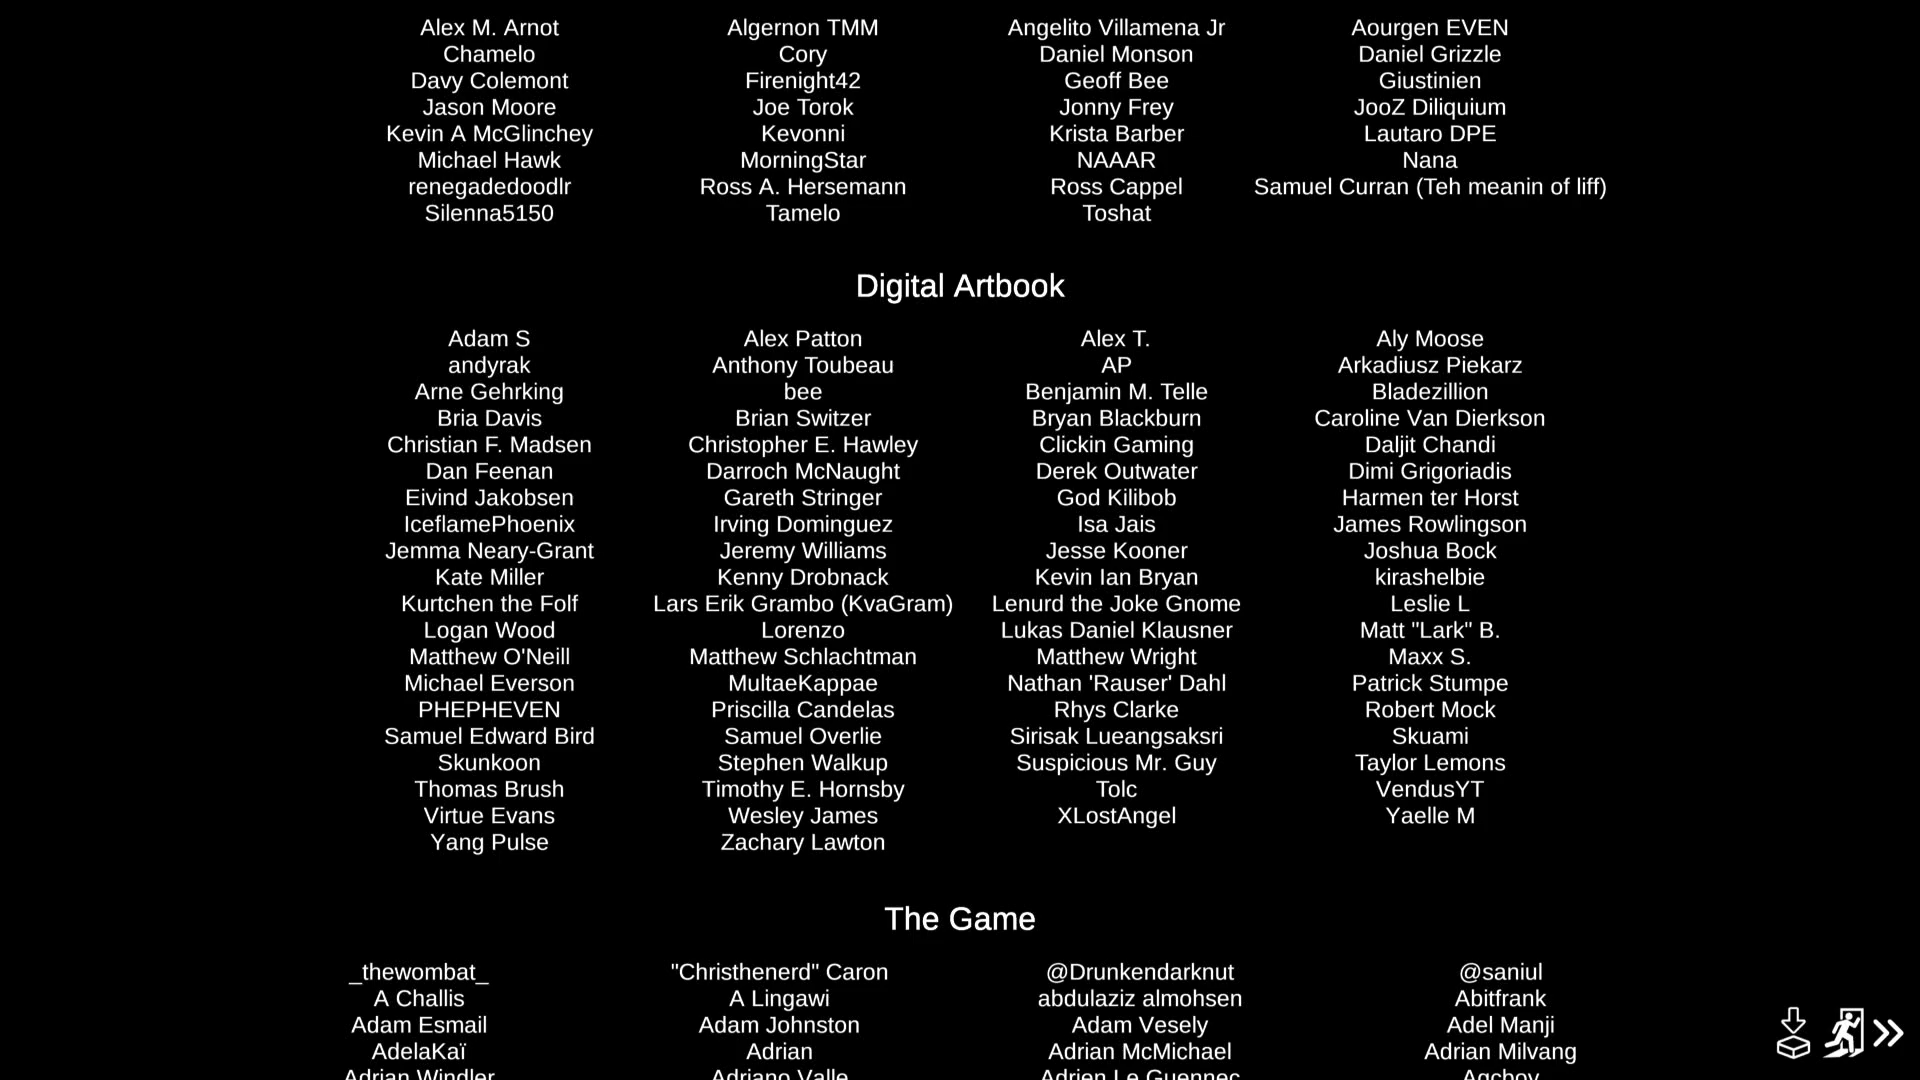 Alex M. Arnot Algernon TMM Angelito Villamena Jr Aourgen EVEN
Chamelo Cory Daniel Monson Daniel Grizzle
Davy Colemont Firenight42 Geoff Bee Giustinien
Jason Moore Joe Torok Jonny Frey JooZ Diliquium
Kevin A McGlinchey Kevonni Krista Barber Lautaro DPE
Michael Hawk MorningStar NAAAR Nana
renegadedoodlr Ross A. Hersemann Ross Cappel Samuel Curran (Teh meanin of liff)
Silenna5150 Tamelo Toshat
Digital Artbook
Adam S Alex Patton Alex T. Aly Moose
andyrak Anthony Toubeau AP Arkadiusz Piekarz
Arne Gehrking bee Benjamin M. Telle Bladezillion
Bria Davis Brian Switzer Bryan Blackburn Caroline Van Dierkson
Christian F. Madsen Christopher E. Hawley Clickin Gaming Daljit Chandi
Dan Feenan Darroch McNaught Derek Outwater Dimi Grigoriadis
Eivind Jakobsen Gareth Stringer God Kilibob Harmen ter Horst
IceflamePhoenix Irving Dominguez Isa Jais James Rowlingson
Jemma Neary-Grant Jeremy Williams Jesse Kooner Joshua Bock
Kate Miller Kenny Drobnack Kevin Ian Bryan kirashelbie
Kurtchen the Folf Lars Erik Grambo (KvaGram) Lenurd the Joke Gnome Leslie L
Logan Wood Lorenzo Lukas Daniel Klausner Matt "Lark" B.
Matthew O'Neill Matthew Schlachtman Matthew Wright Maxx S.
Michael Everson MultaeKappae Nathan 'Rauser' Dahl Patrick Stumpe
PHEPHEVEN Priscilla Candelas Rhys Clarke Robert Mock
Samuel Edward Bird Samuel Overlie Sirisak Lueangsaksri Skuami
Skunkoon Stephen Walkup Suspicious Mr. Guy Taylor Lemons
Thomas Brush Timothy E. Hornsby Tolc VendusYT
Virtue Evans Wesley James XLostAngel Yaelle M
Yang Pulse Zachary Lawton
The Game
_thewombat_ "Christhenerd" Caron @Drunkendarknut @saniul
A Challis A Lingawi abdulaziz almohsen Abitfrank
Adam Esmail Adam Johnston Adam Vesely Adel Manji
AdelaKaï Adrian Adrian McMichael Adrian Milvang
Adrian Windler Adriano Valle Adrien Le Guennec